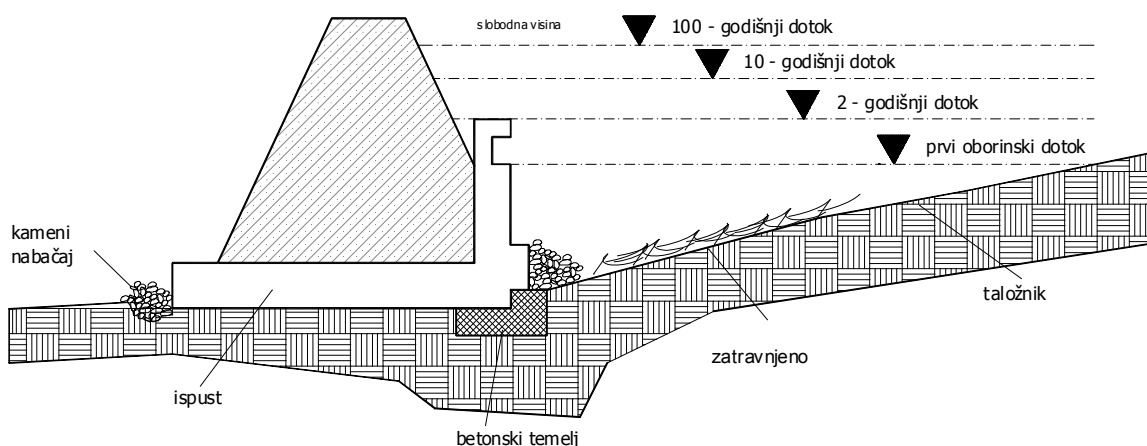 slobodna visina
100 - godišnji dotok
10 - godišnji dotok
2 - godišnji dotok
prvi oborinski dotok
kameni
nabačaj
taložnik
zatravnjeno
ispust
betonski temelj